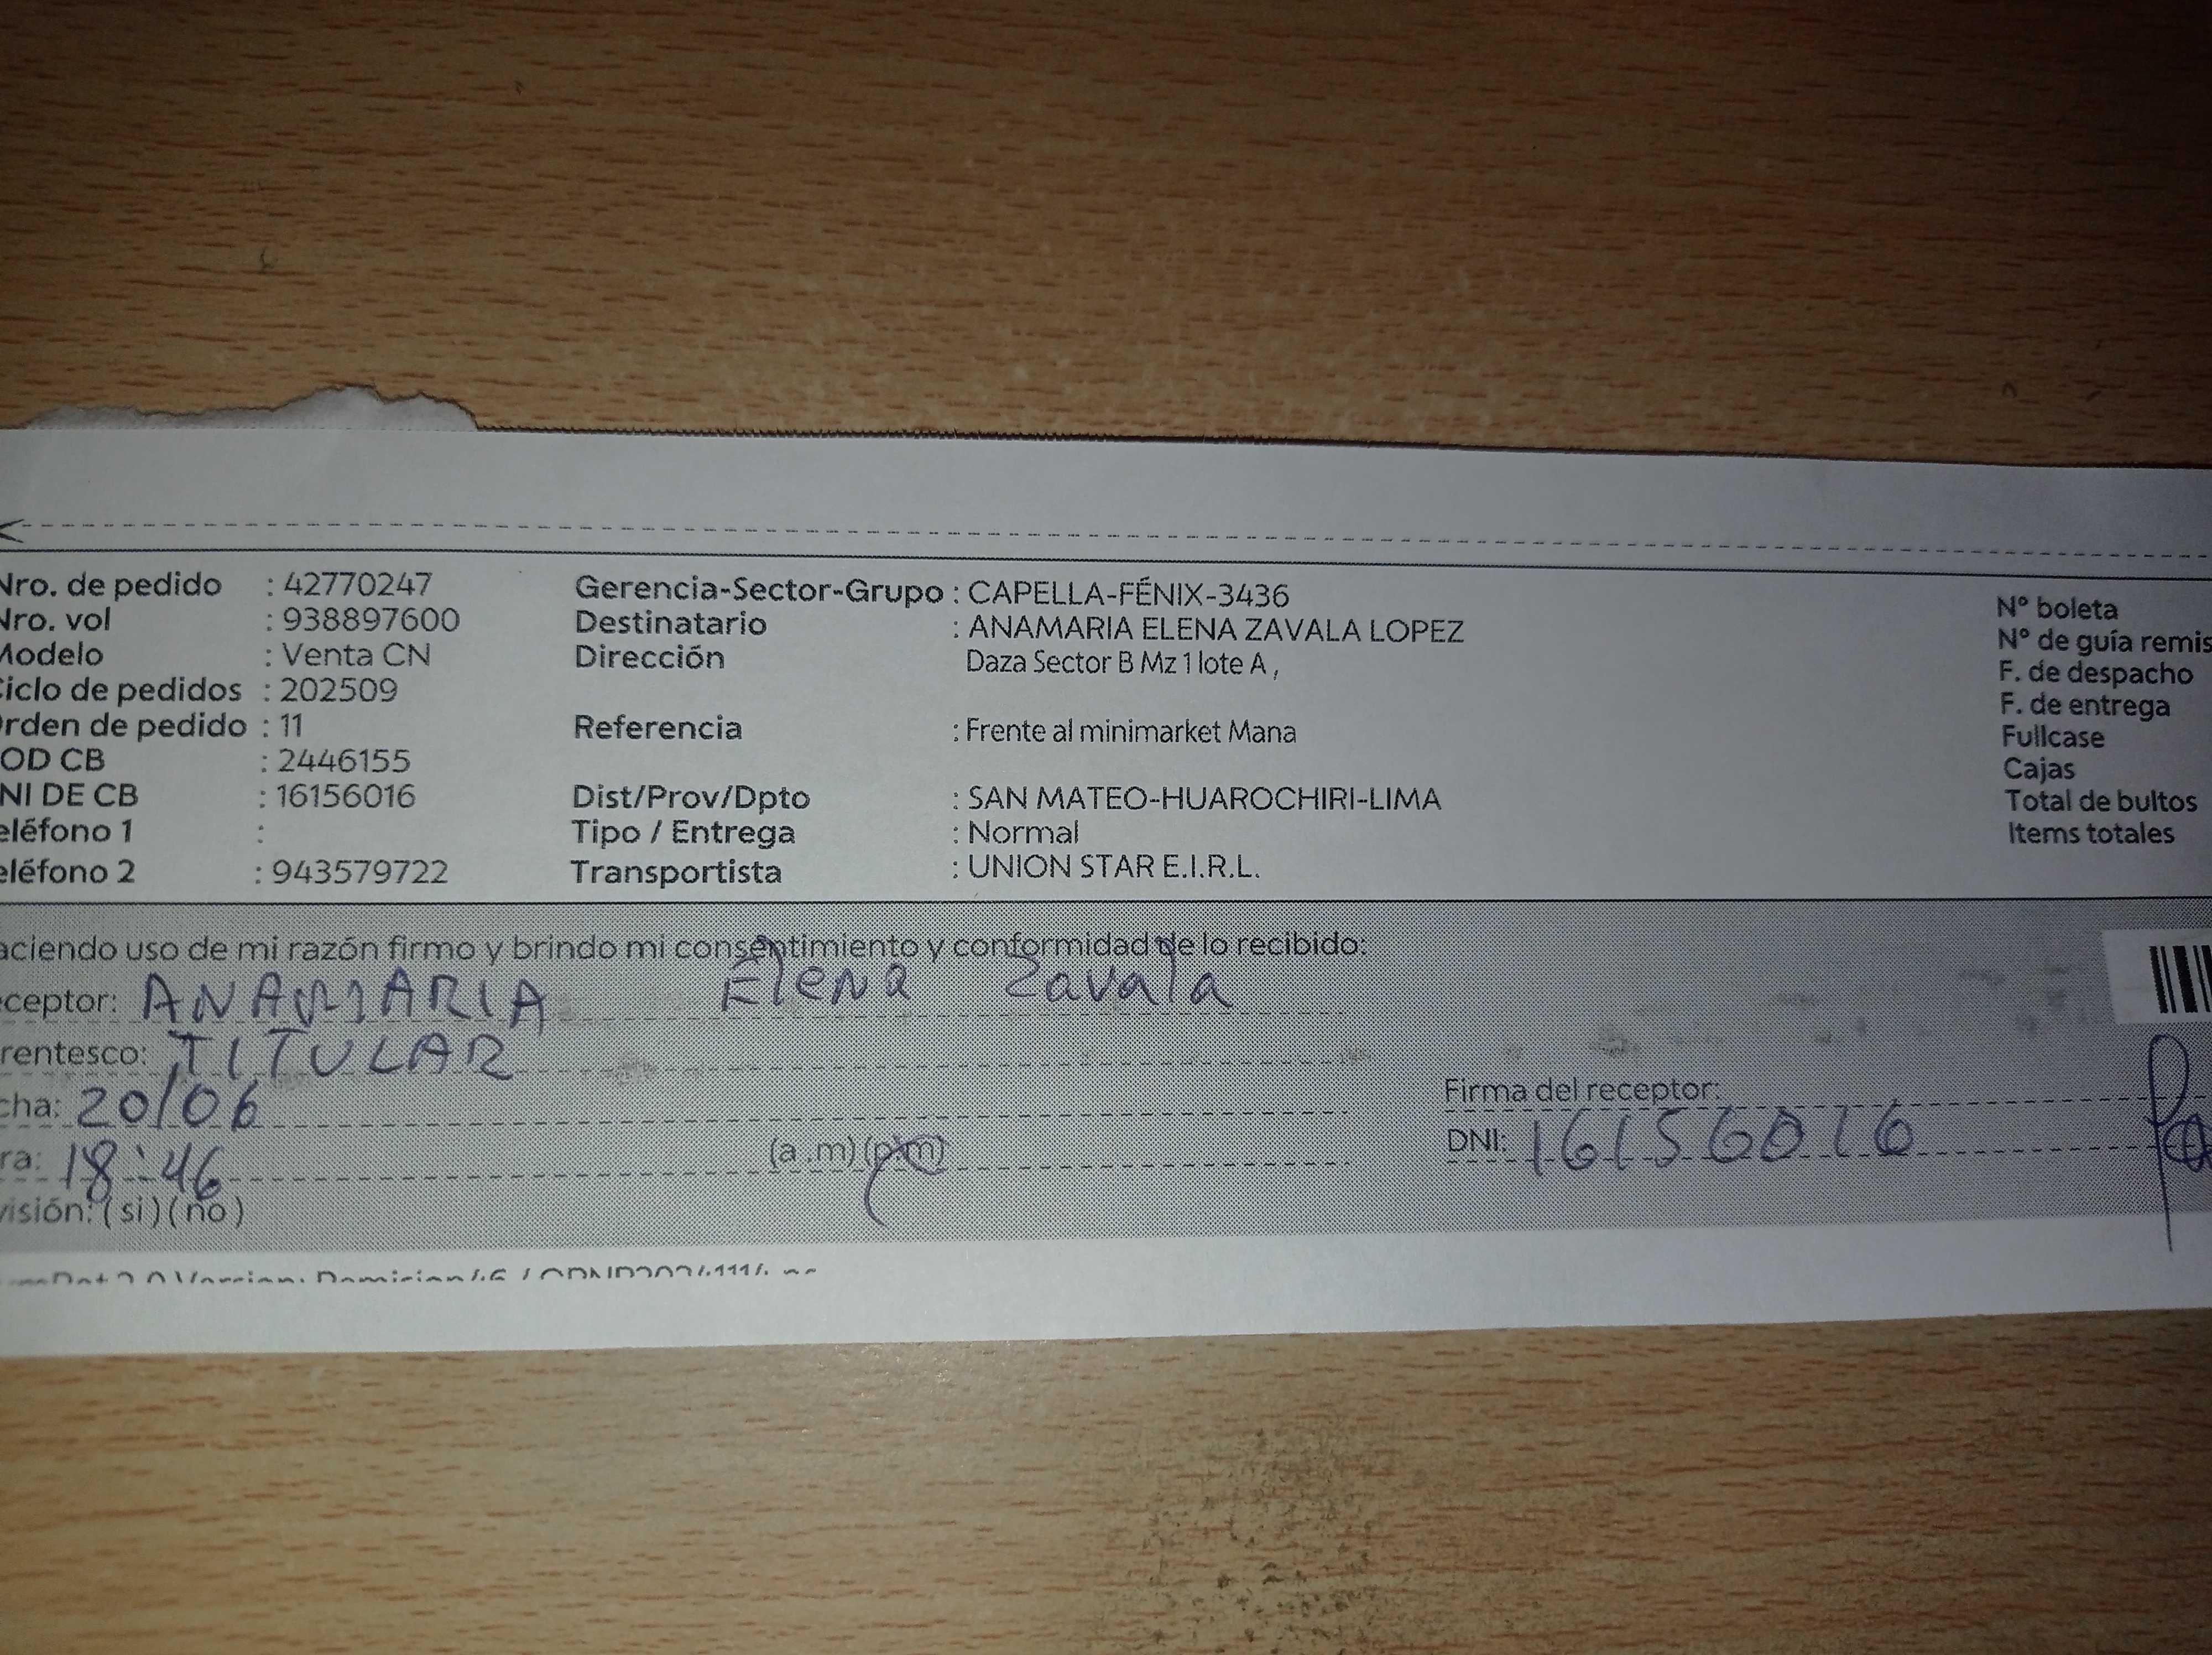 Nro. de pedido : 42770247 Gerencia-Sector-Grupo : CAPELLA-FÉNIX-3436 N° boleta
Nro. vol : 938897600 Destinatario : ANAMARIA ELENA ZAVALA LOPEZ N° de guía remis
Modelo : Venta CN Dirección Daza Sector B Mz 1 lote A , F. de despacho
Ciclo de pedidos : 202509 F. de entrega
rden de pedido : 11 Referencia : Frente al minimarket Mana Fullcase
OD CB : 2446155 Cajas
NI DE CB : 16156016 Dist/Prov/Dpto : SAN MATEO-HUAROCHIRI-LIMA Total de bultos
eléfono 1 : Tipo / Entrega : Normal Items totales
eléfono 2 : 943579722 Transportista : UNION STAR E.I.R.L.
aciendo uso de mi razón firmo y brindo mi consentimiento y conformidad de lo recibido:
ceptor: ANAMARIA Elena Zavala
rentesco: TITULAR
cha: 20/06 Firma del receptor:
ra: 18:46 (a.m) (p.m) DNI: 16156016
visión: (si) (no)